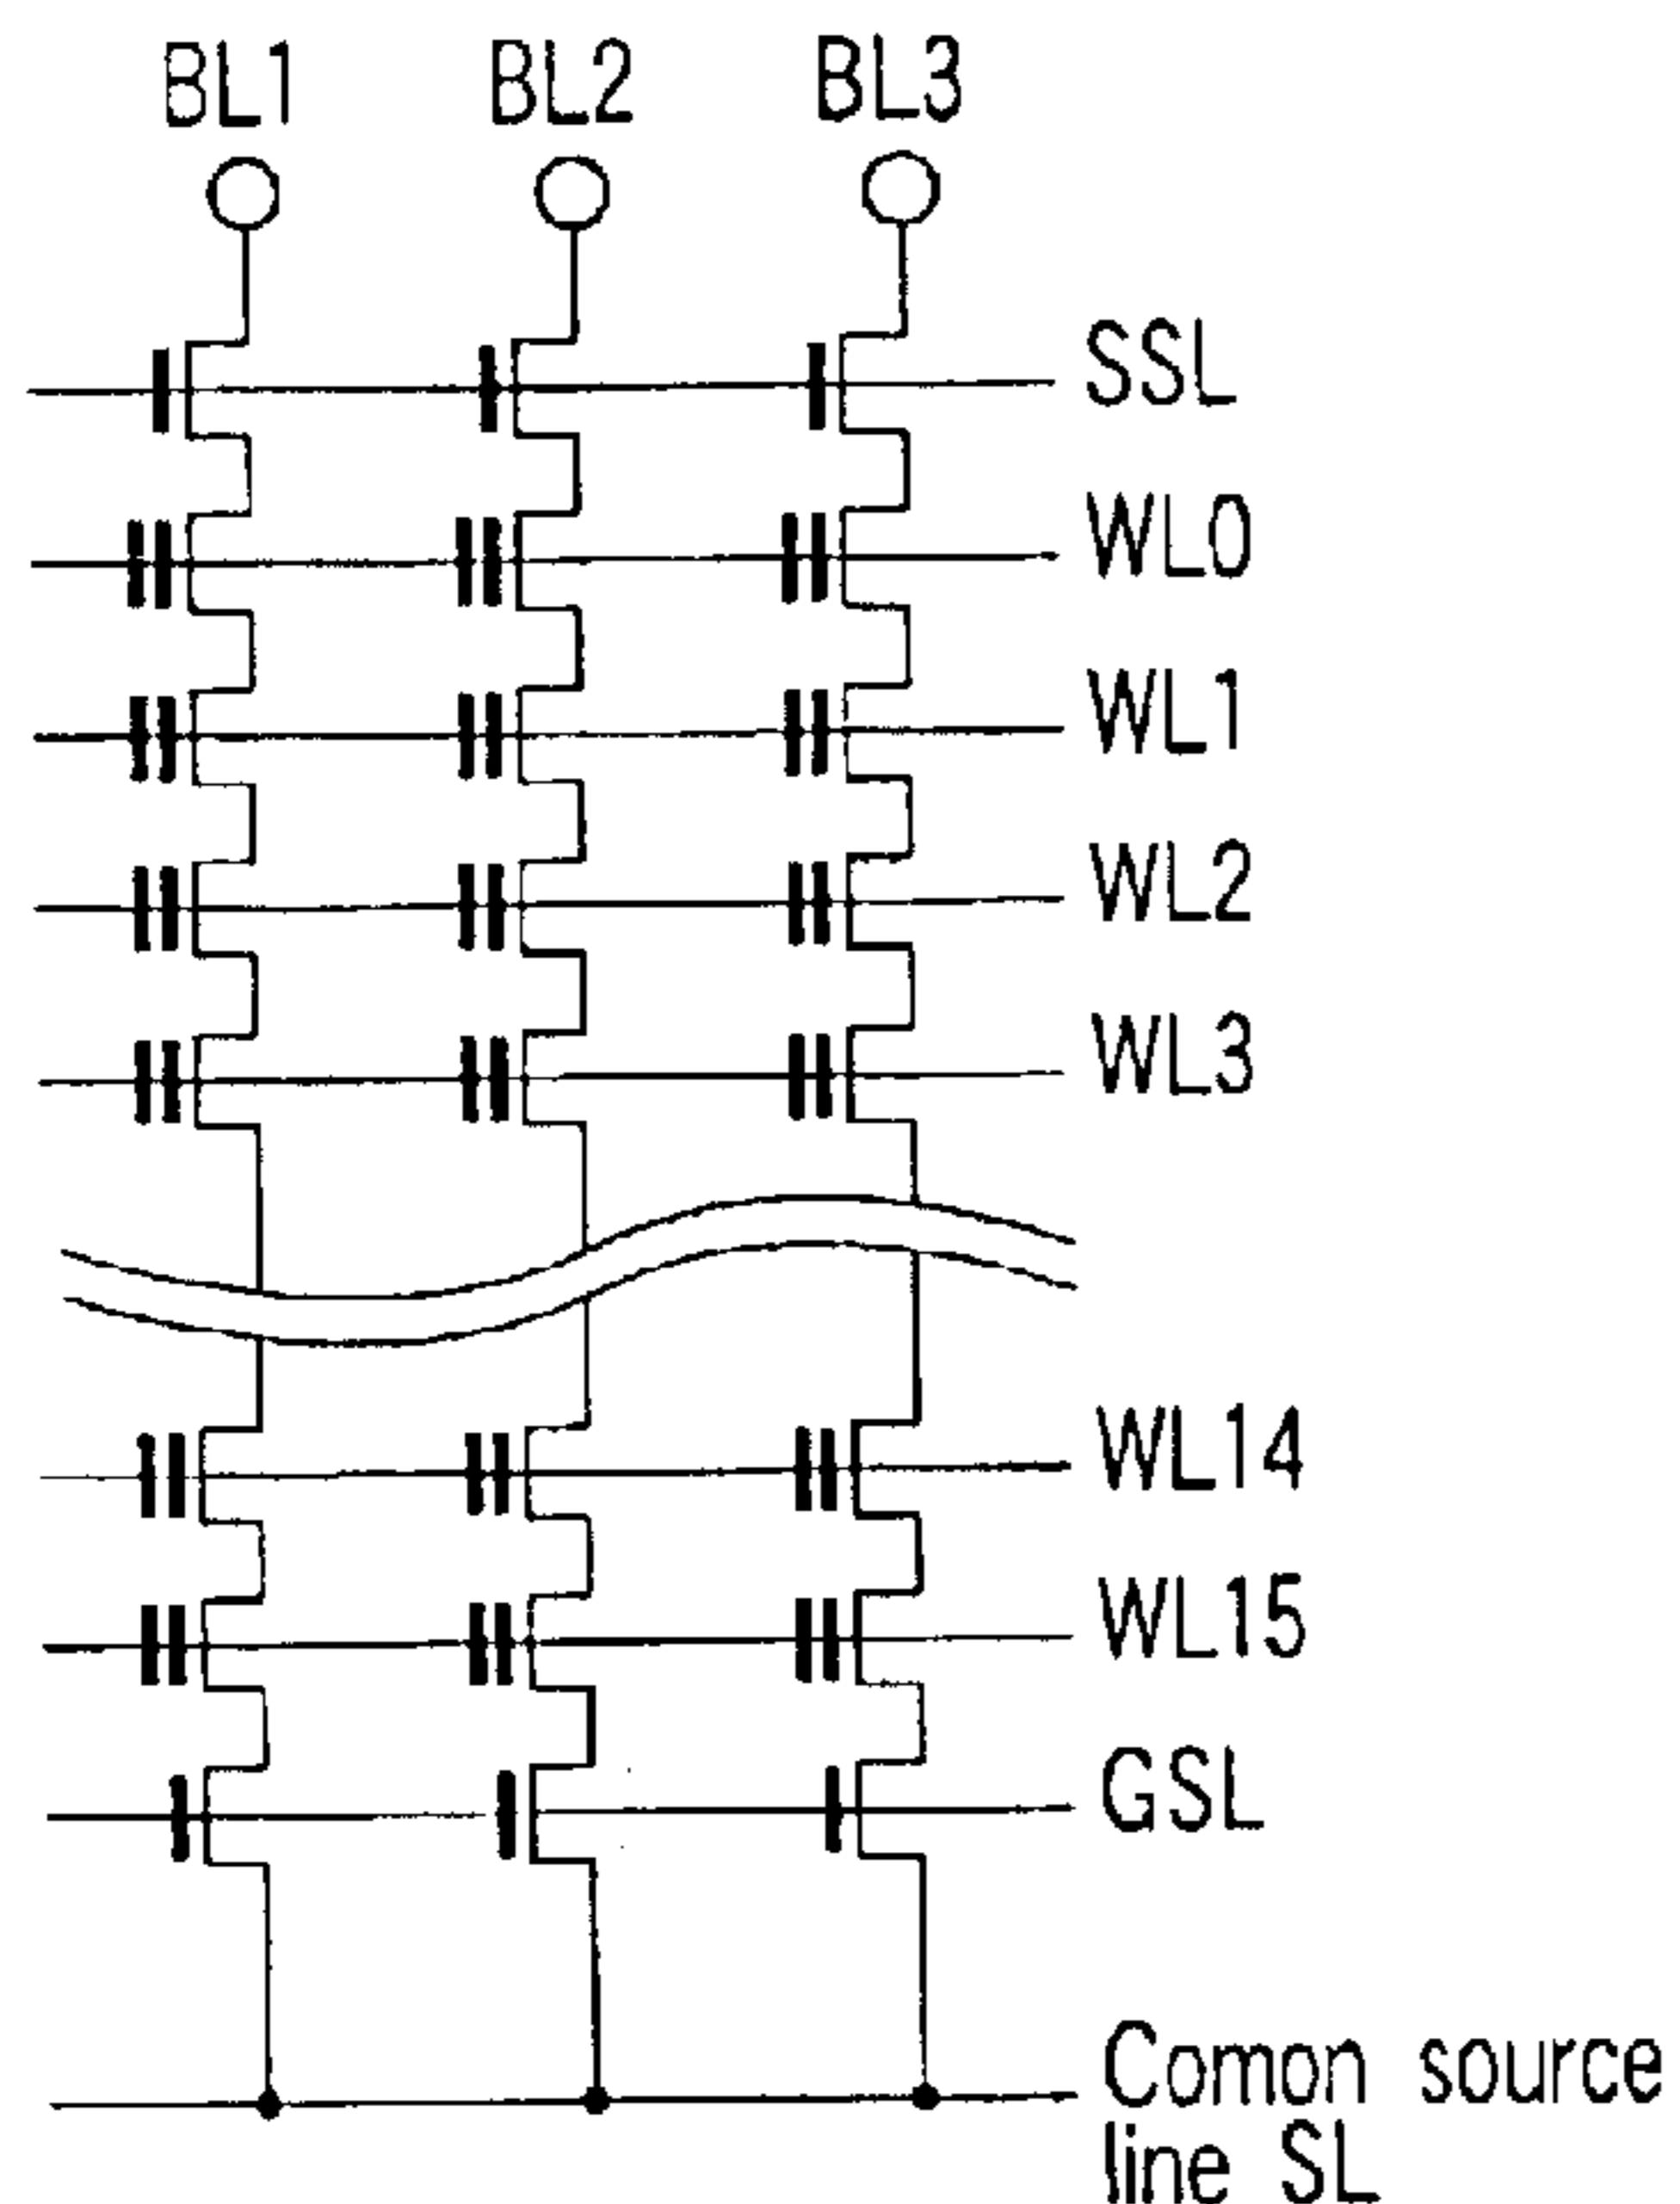 BL1 BL2 BL3
SSL
WL0
WL1
WL2
WL3
WL14
WL15
GSL
Comon source
line SL